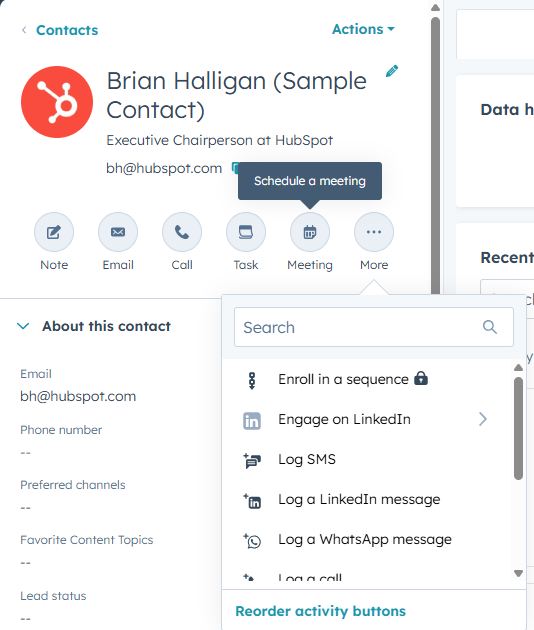 Contacts
Actions
Brian Halligan (Sample
Contact)
Executive Chairperson at HubSpot
bh@hubspot.com
Schedule a meeting
Note
Email
Call
Task
Meeting
More
About this contact
Email
bh@hubspot.com
Phone number
--
Preferred channels
--
Favorite Content Topics
--
Lead status
--
Search
Enroll in a sequence
Engage on LinkedIn
Log SMS
Log a LinkedIn message
Log a WhatsApp message
Log a call
Reorder activity buttons
Data h
Recent